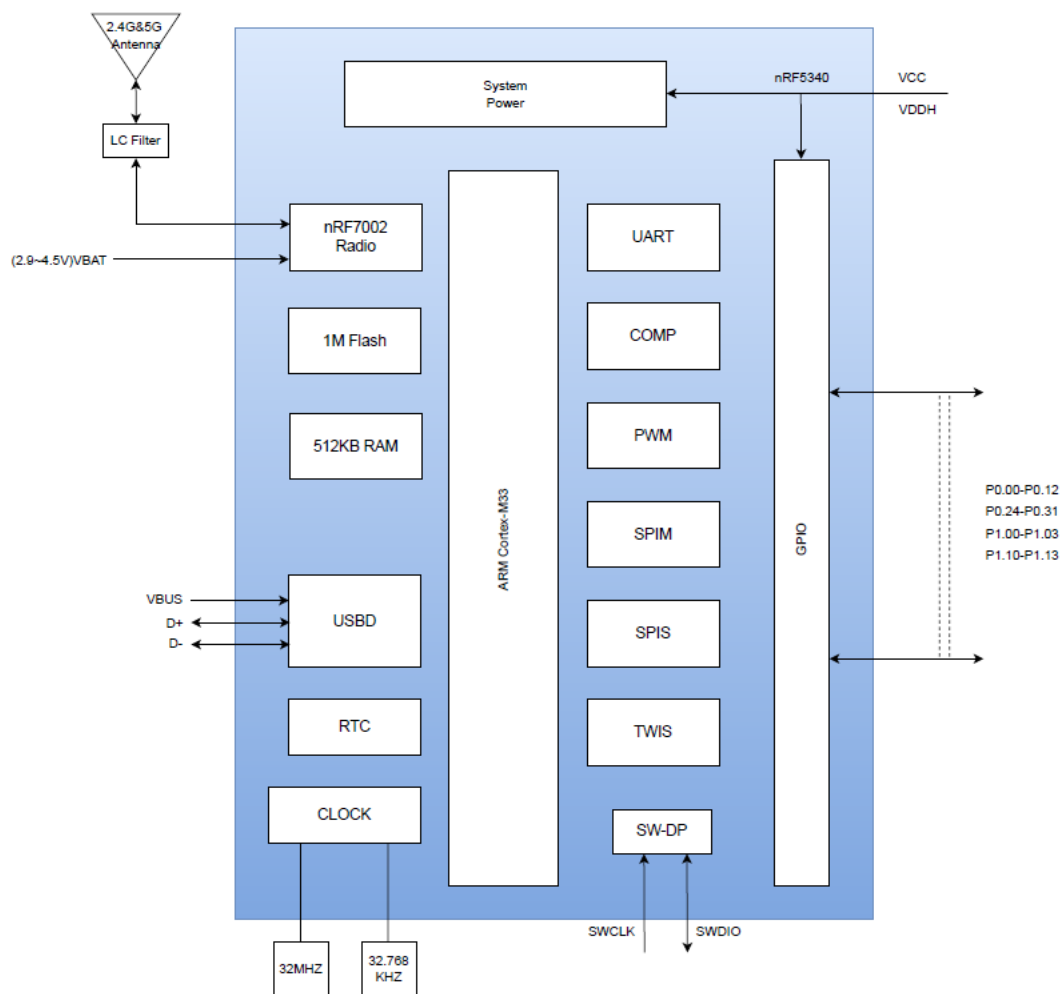 2.4G&5G
Antenna
LC Filter
System
Power
nRF5340
VCC
VDDH
nRF7002
Radio
(2.9~4.5V)VBAT
1M Flash
512KB RAM
VBUS
D+
D-
USBD
RTC
CLOCK
32MHZ
32.768
KHZ
ARM Cortex-M33
UART
COMP
PWM
SPIM
SPIS
TWIS
SW-DP
SWCLK
SWDIO
GPIO
P0.00-P0.12
P0.24-P0.31
P1.00-P1.03
P1.10-P1.13